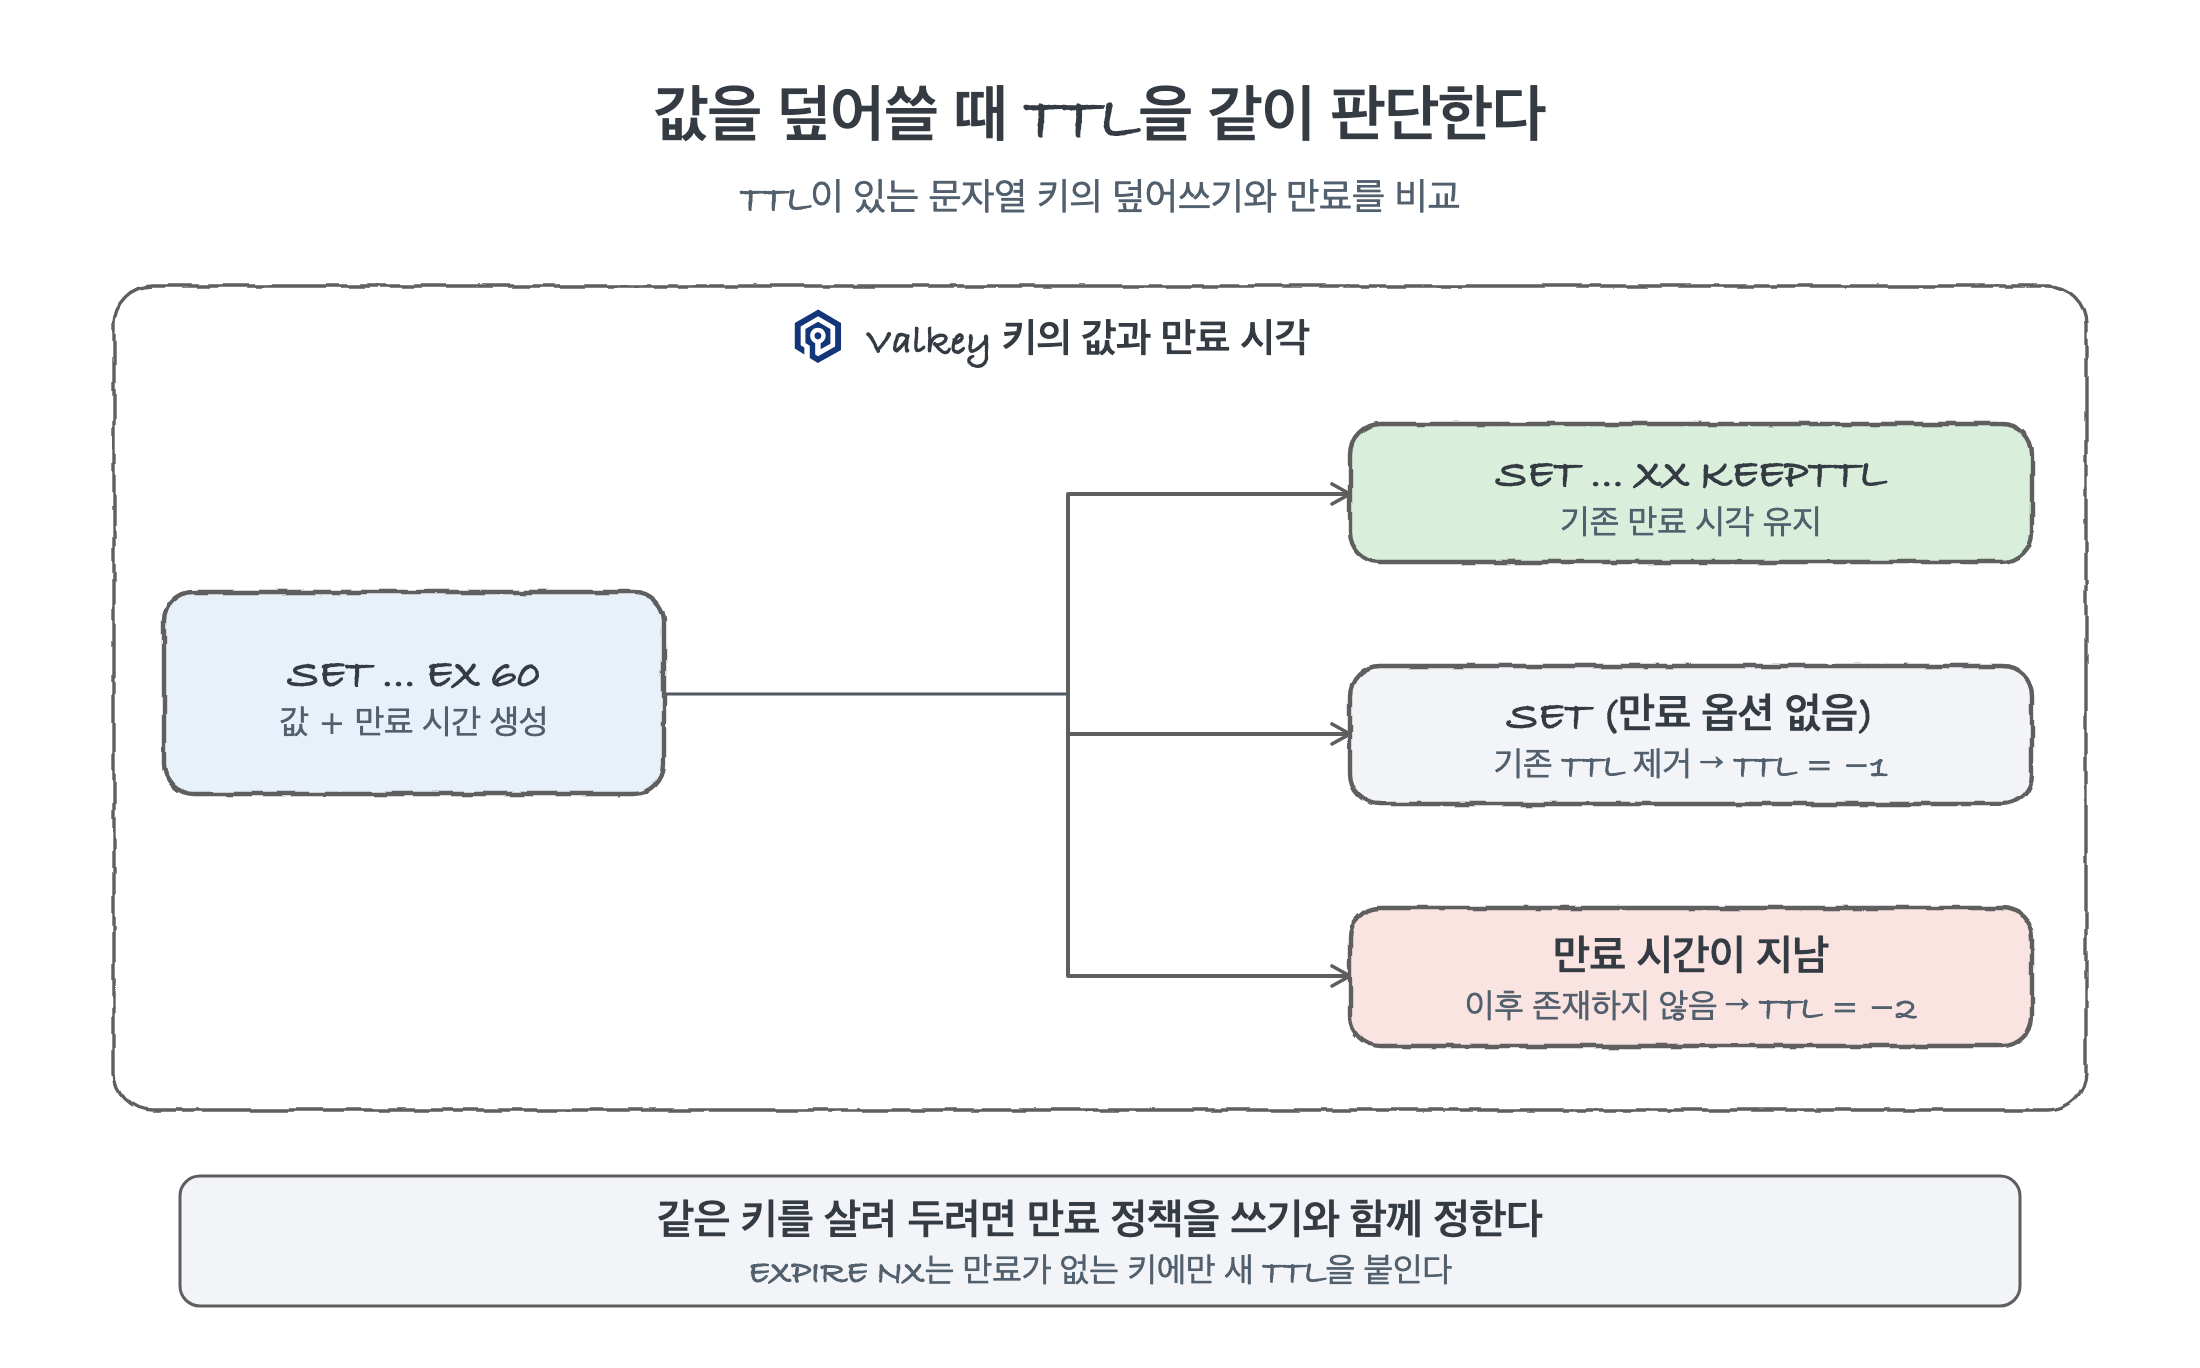 값을 덮어쓸 때 TTL을 같이 판단한다
TTL이 있는 문자열 키의 덮어쓰기와 만료를 비교
Valkey 키의 값과 만료 시각
SET ... XX KEEPTTL
기존 만료 시각 유지
SET ... EX 60
값 + 만료 시간 생성
SET (만료 옵션 없음)
기존 TTL 제거 → TTL = -1
만료 시간이 지남
이후 존재하지 않음 → TTL = -2
같은 키를 살려 두려면 만료 정책을 쓰기와 함께 정한다
EXPIRE NX는 만료가 없는 키에만 새 TTL을 붙인다